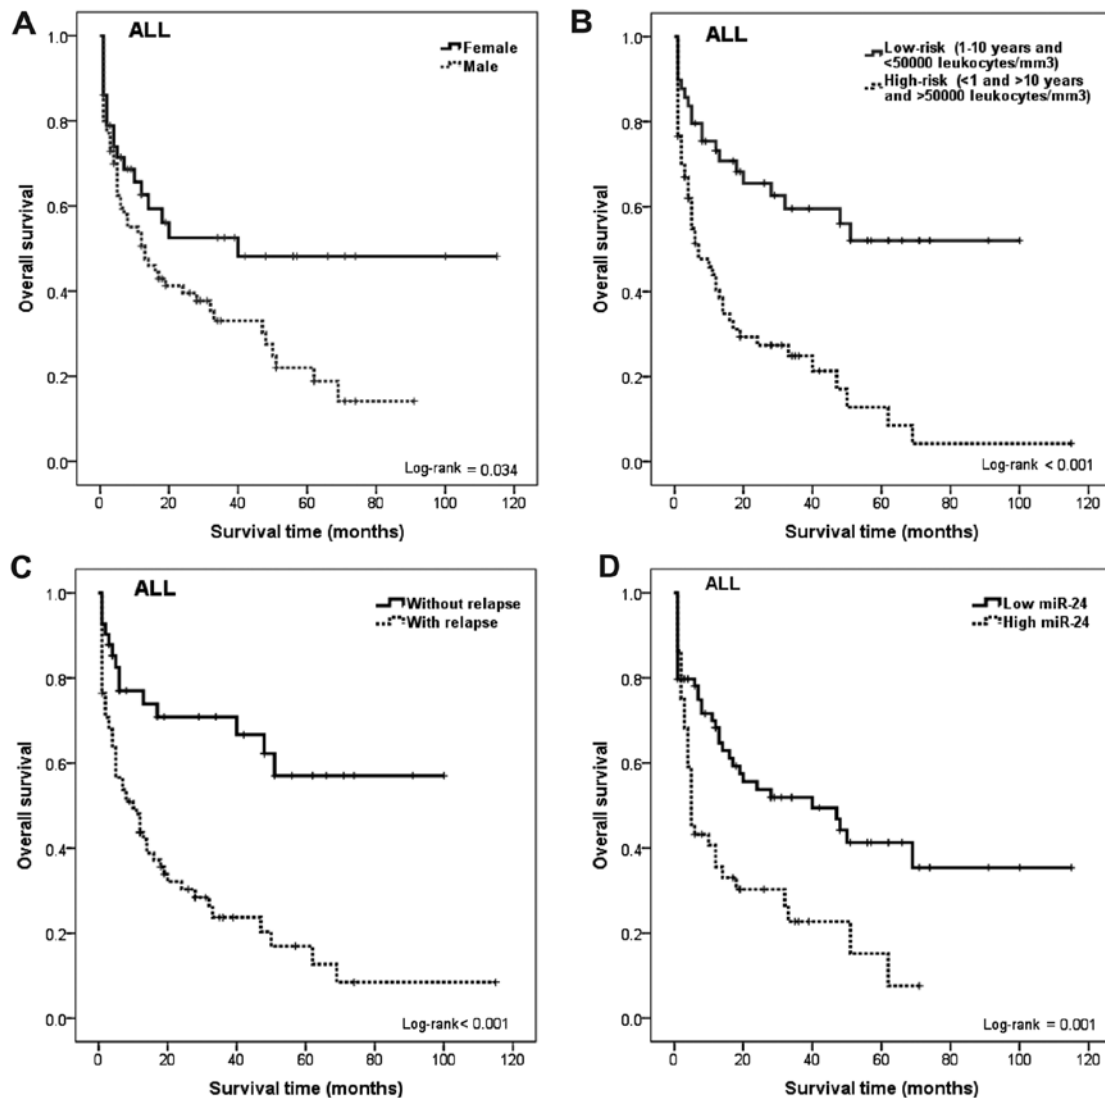 A
ALL
Female
Male
1.0
0.8
0.6
0.4
0.2
0.0
Overall survival
Log-rank = 0.034
0 20 40 60 80 100 120
Survival time (months)
B
ALL
Low-risk (1-10 years and
<50000 leukocytes/mm3)
High-risk (<1 and >10 years
and >50000 leukocytes/mm3)
1.0
0.8
0.6
0.4
0.2
0.0
Overall survival
Log-rank < 0.001
0 20 40 60 80 100 120
Survival time (months)
C
ALL
Without relapse
With relapse
1.0
0.8
0.6
0.4
0.2
0.0
Overall survival
Log-rank< 0.001
0 20 40 60 80 100 120
Survival time (months)
D
ALL
Low miR-24
High miR-24
1.0
0.8
0.6
0.4
0.2
0.0
Overall survival
Log-rank = 0.001
0 20 40 60 80 100 120
Survival time (months)